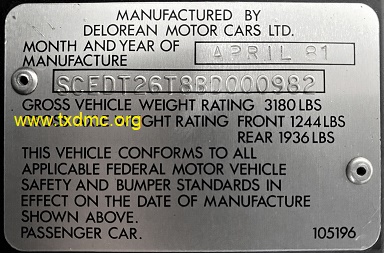 MANUFACTURED BY
DELOREAN MOTOR CARS LTD.
MONTH AND YEAR OF
MANUFACTURE APRIL 81
SCEDT26T8BD000982
GROSS VEHICLE WEIGHT RATING 3180 LBS
www.txdmc.org WEIGHT RATING FRONT 1244 LBS
REAR 1936 LBS
THIS VEHICLE CONFORMS TO ALL
APPLICABLE FEDERAL MOTOR VEHICLE
SAFETY AND BUMPER STANDARDS IN
EFFECT ON THE DATE OF MANUFACTURE
SHOWN ABOVE.
PASSENGER CAR. 105196